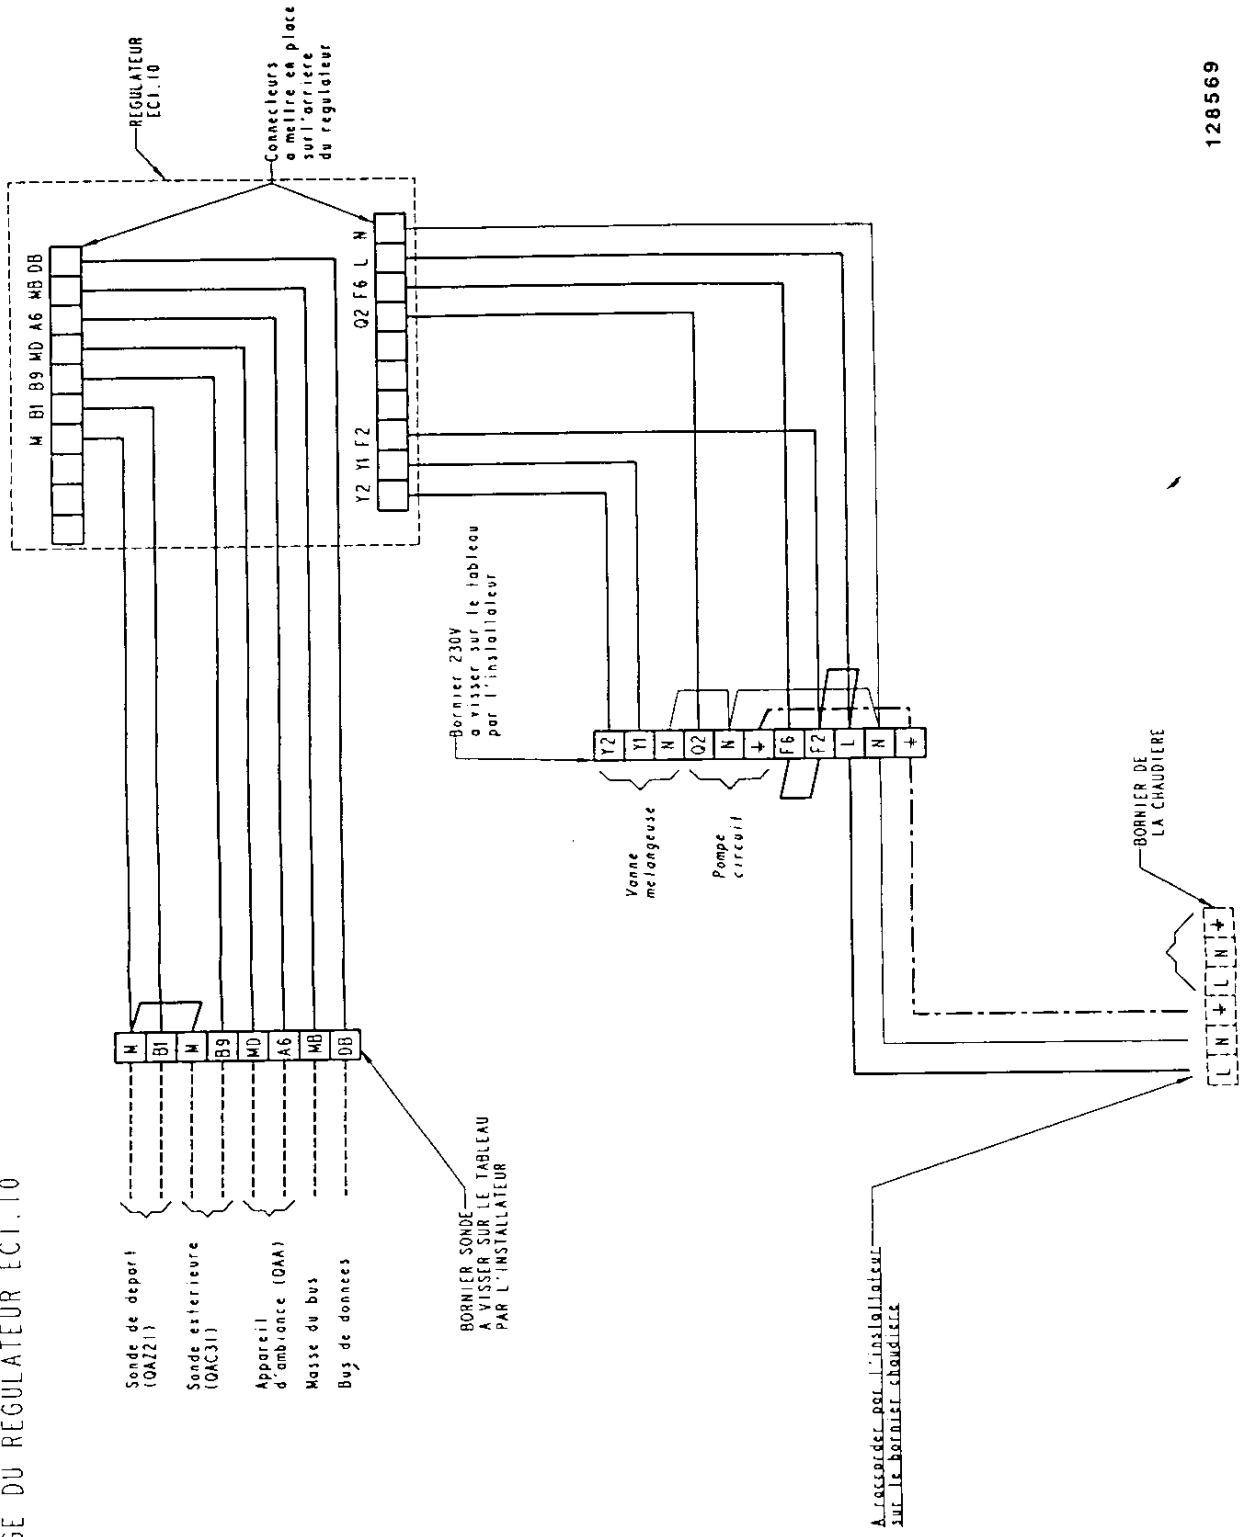 GE DU REGULATEUR ECI.10
REGULATEUR
ECI.10
Connecteurs
a mettre en place
sur l'arriere
du regulateur
M B1 B9 MD A6 MB DB
Y2 Y1 F2 Q2 F6 L N
Bornier 230V
a visser sur le tableau
par l'installateur
Y2
Y1
N
Q2
N
F6
F2
L
N
Vanne
melangeuse
Pompe
circuit
M
B1
M
B9
MD
A6
MB
DB
Sonde de depart
(QAZ21)
Sonde exterieure
(QAC31)
Appareil
d'ambiance (QAA)
Masse du bus
Bus de donnees
BORNIER SONDE
A VISSER SUR LE TABLEAU
PAR L'INSTALLATEUR
BORNIER DE
LA CHAUDIERE
L N L N
A raccorder par l'installateur
sur le bornier chaudiere
128569